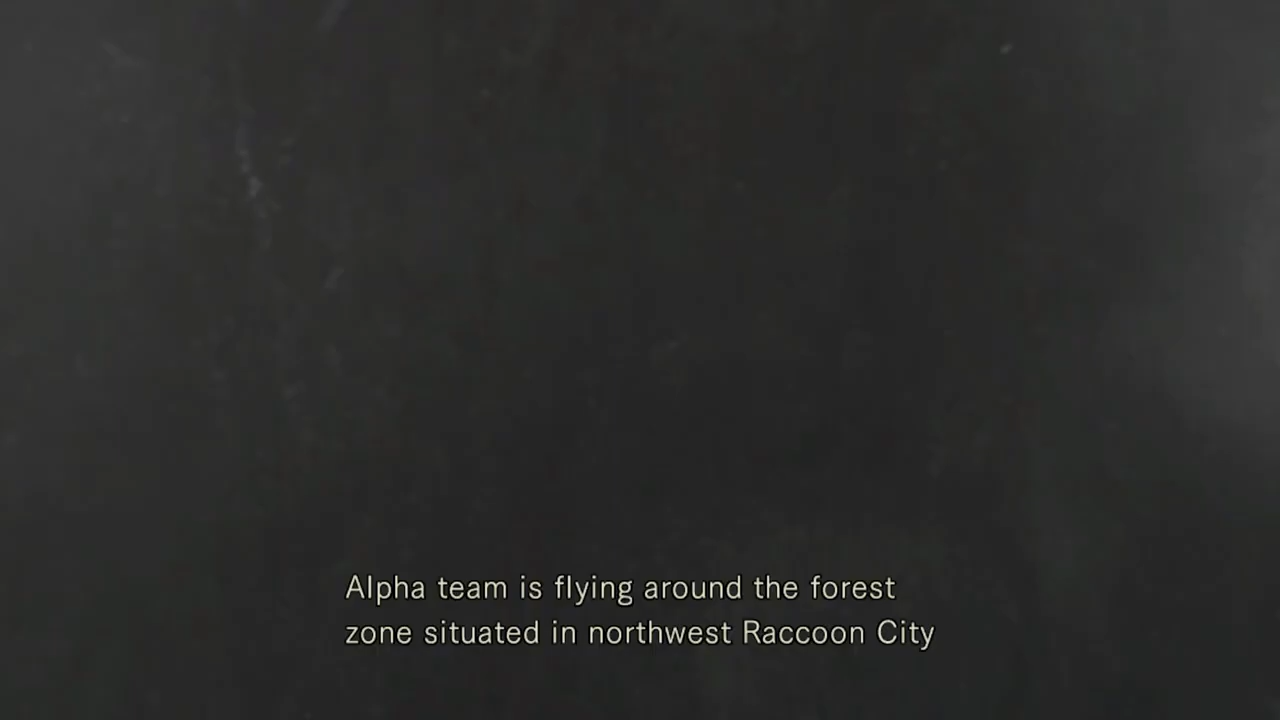 Alpha team is flying around the forest
zone situated in northwest Raccoon City